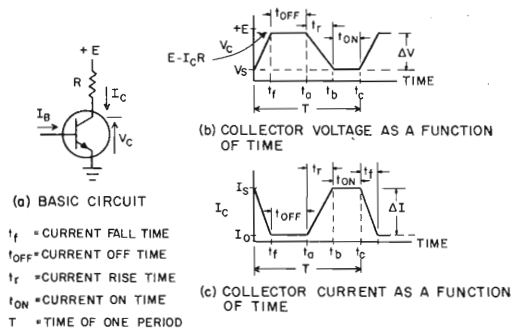 +E
R
I_C
I_B
V_C
(a) BASIC CIRCUIT
t_f = CURRENT FALL TIME
t_OFF = CURRENT OFF TIME
t_r = CURRENT RISE TIME
t_ON = CURRENT ON TIME
T = TIME OF ONE PERIOD
t_OFF
+E
t_r
V_C
t_ON
ΔV
E-I_CR
V_S
TIME
t_f t_a t_b t_c
T
(b) COLLECTOR VOLTAGE AS A FUNCTION
OF TIME
t_r t_f
I_S
t_ON
I_C
t_OFF
ΔI
I_O
TIME
t_f t_a t_b t_c
T
(c) COLLECTOR CURRENT AS A FUNCTION
OF TIME